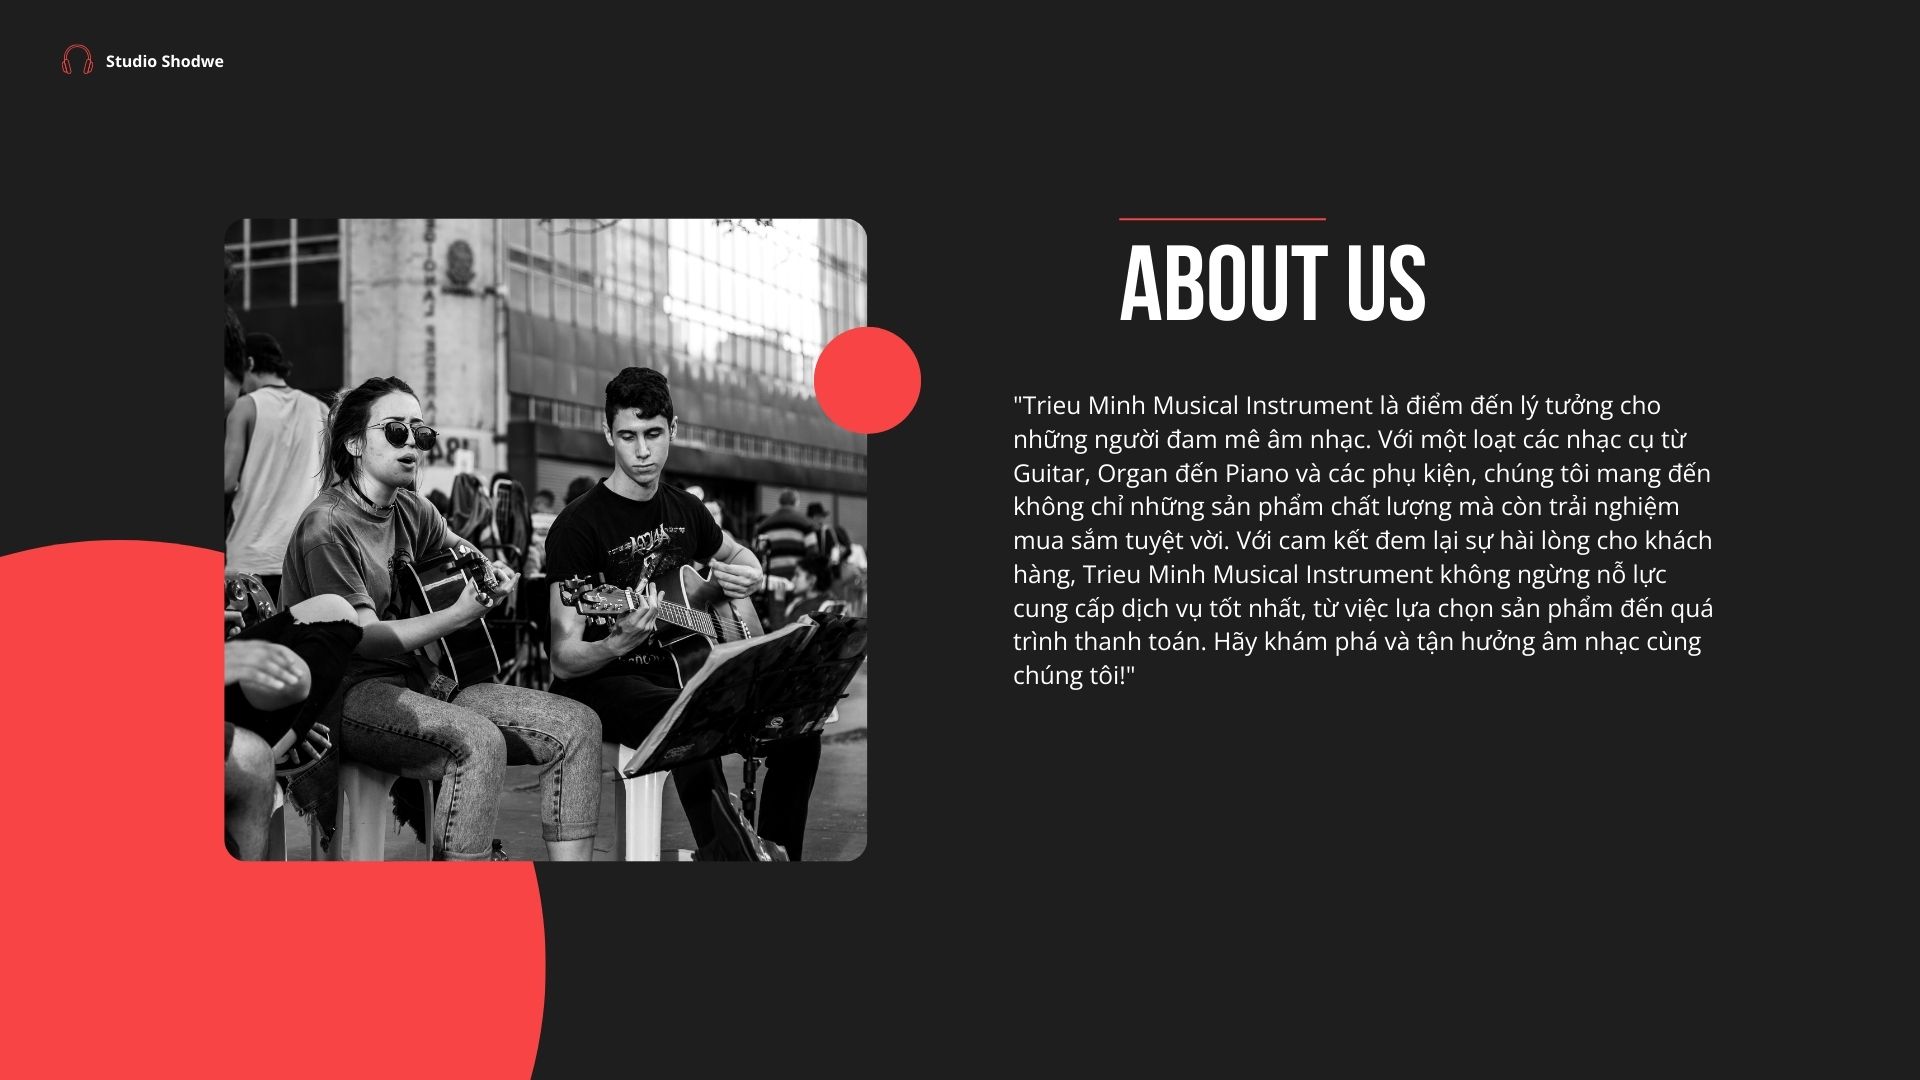 Studio Shodwe
ABOUT US
"Trieu Minh Musical Instrument là điểm đến lý tưởng cho
những người đam mê âm nhạc. Với một loạt các nhạc cụ từ
Guitar, Organ đến Piano và các phụ kiện, chúng tôi mang đến
không chỉ những sản phẩm chất lượng mà còn trải nghiệm
mua sắm tuyệt vời. Với cam kết đem lại sự hài lòng cho khách
hàng, Trieu Minh Musical Instrument không ngừng nỗ lực
cung cấp dịch vụ tốt nhất, từ việc lựa chọn sản phẩm đến quá
trình thanh toán. Hãy khám phá và tận hưởng âm nhạc cùng
chúng tôi!"